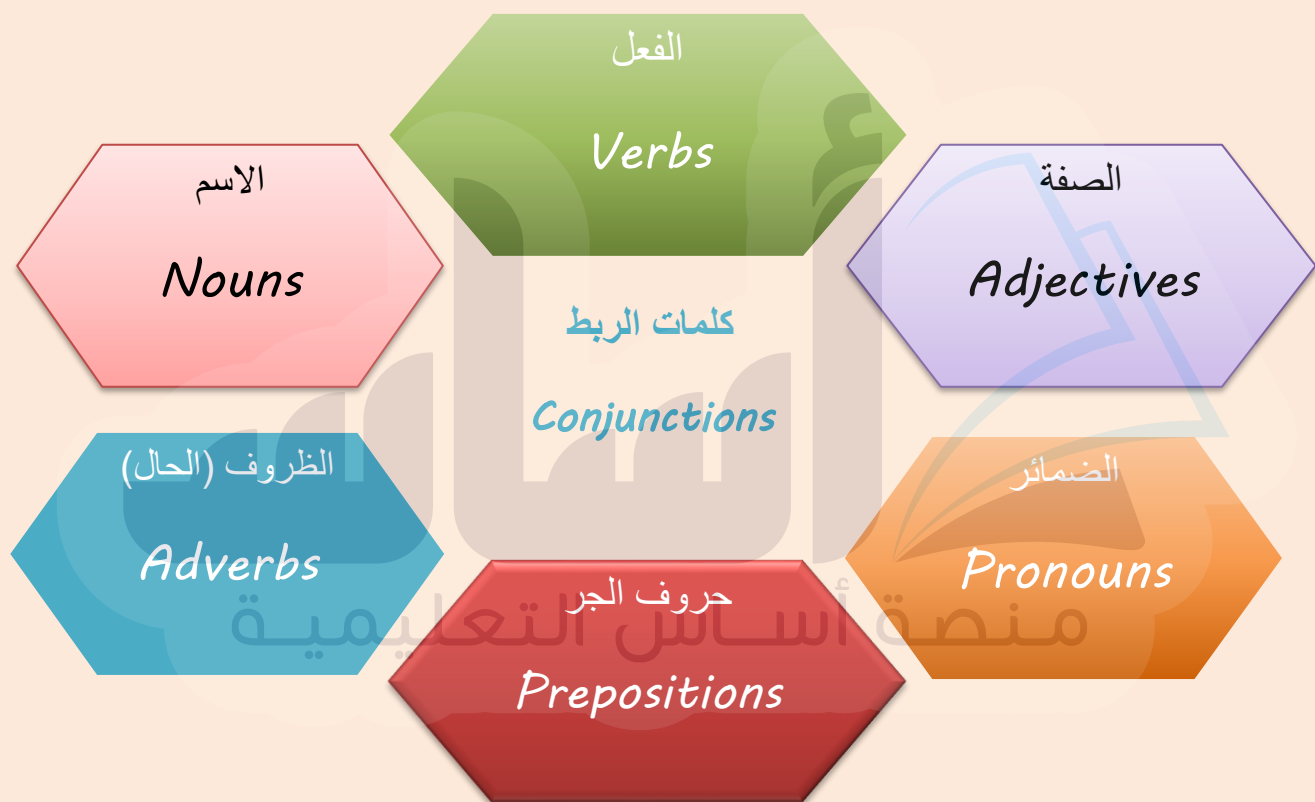 الفعل
Verbs
الاسم
Nouns
الصفة
Adjectives
كلمات الربط
Conjunctions
الظروف (الحال)
Adverbs
الضمائر
Pronouns
حروف الجر
Prepositions
أساس
منصة أساس التعليمية